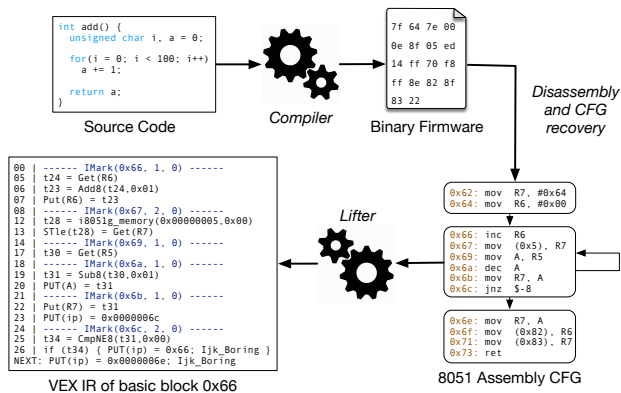 int add() {
unsigned char i, a = 0;
for(i = 0; i < 100; i++)
a += 1;
return a;
}
Source Code
Compiler
7f 64 7e 00
0e 8f 05 ed
14 ff 70 f8
ff 8e 82 8f
83 22
Binary Firmware
Disassembly
and CFG
recovery
0x62: mov R7, #0x64
0x64: mov R6, #0x00
0x66: inc R6
0x67: mov (0x5), R7
0x69: mov A, R5
0x6a: dec A
0x6b: mov R7, A
0x6c: jnz $-8
0x6e: mov R7, A
0x6f: mov (0x82), R6
0x71: mov (0x83), R7
0x73: ret
8051 Assembly CFG
Lifter
00 | ------ IMark(0x66, 1, 0) ------
05 | t24 = Get(R6)
06 | t23 = Add8(t24,0x01)
07 | Put(R6) = t23
08 | ------ IMark(0x67, 2, 0) ------
12 | t28 = i8051g_memory(0x00000005,0x00)
13 | STle(t28) = Get(R7)
14 | ------ IMark(0x69, 1, 0) ------
17 | t30 = Get(R5)
18 | ------ IMark(0x6a, 1, 0) ------
19 | t31 = Sub8(t30,0x01)
20 | PUT(A) = t31
21 | ------ IMark(0x6b, 1, 0) ------
22 | Put(R7) = t31
23 | PUT(ip) = 0x0000006c
24 | ------ IMark(0x6c, 2, 0) ------
25 | t34 = CmpNE8(t31,0x00)
26 | if (t34) { PUT(ip) = 0x66; Ijk_Boring }
NEXT: PUT(ip) = 0x0000006e; Ijk_Boring
VEX IR of basic block 0x66